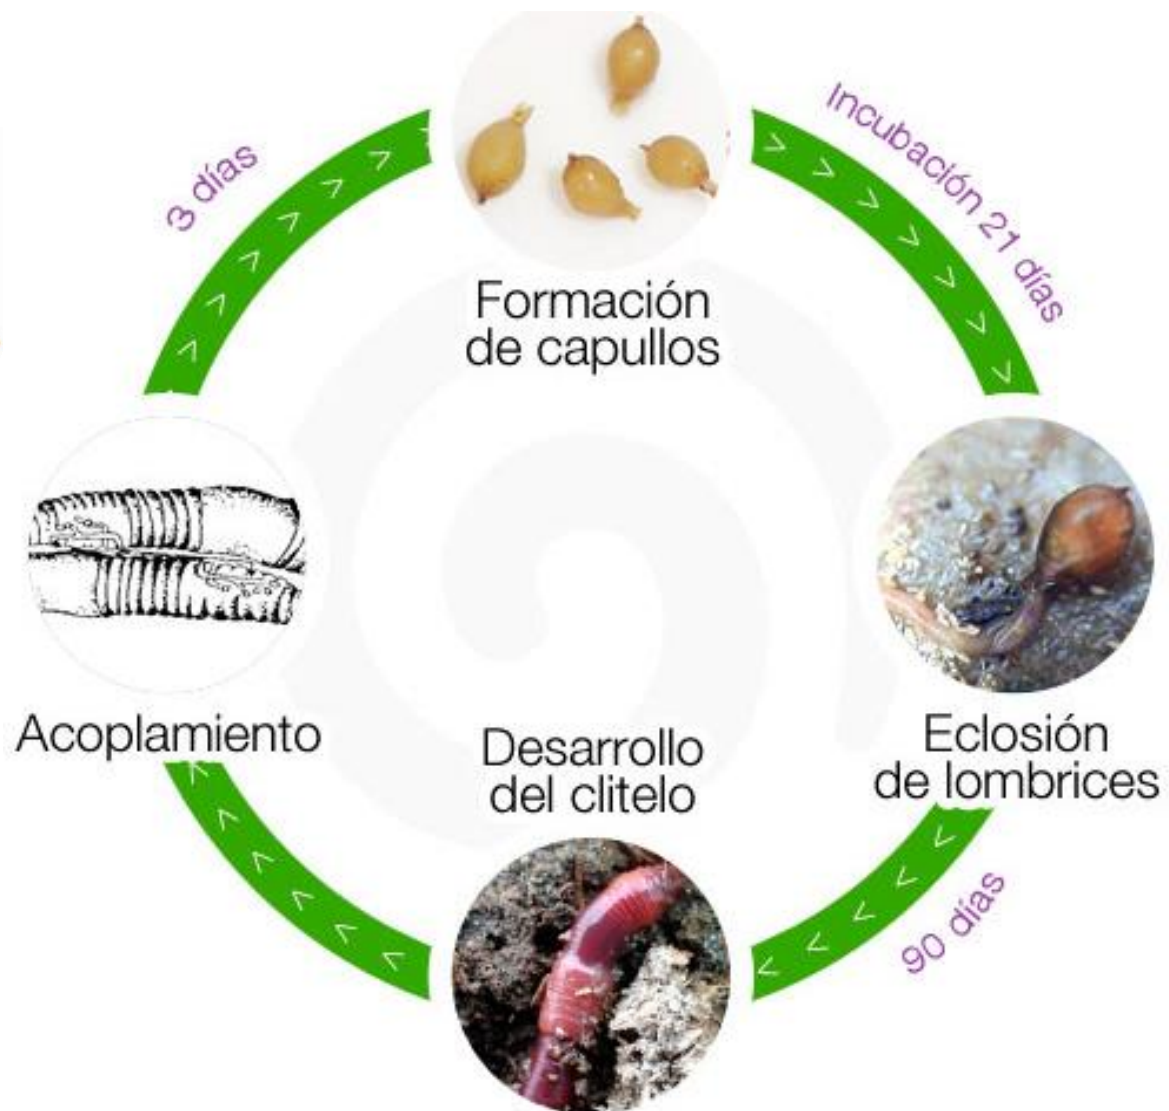 3 días
Incubación 21 días
Formación
de capullos
Acoplamiento
Desarrollo
del clitelo
Eclosión
de lombrices
90 días